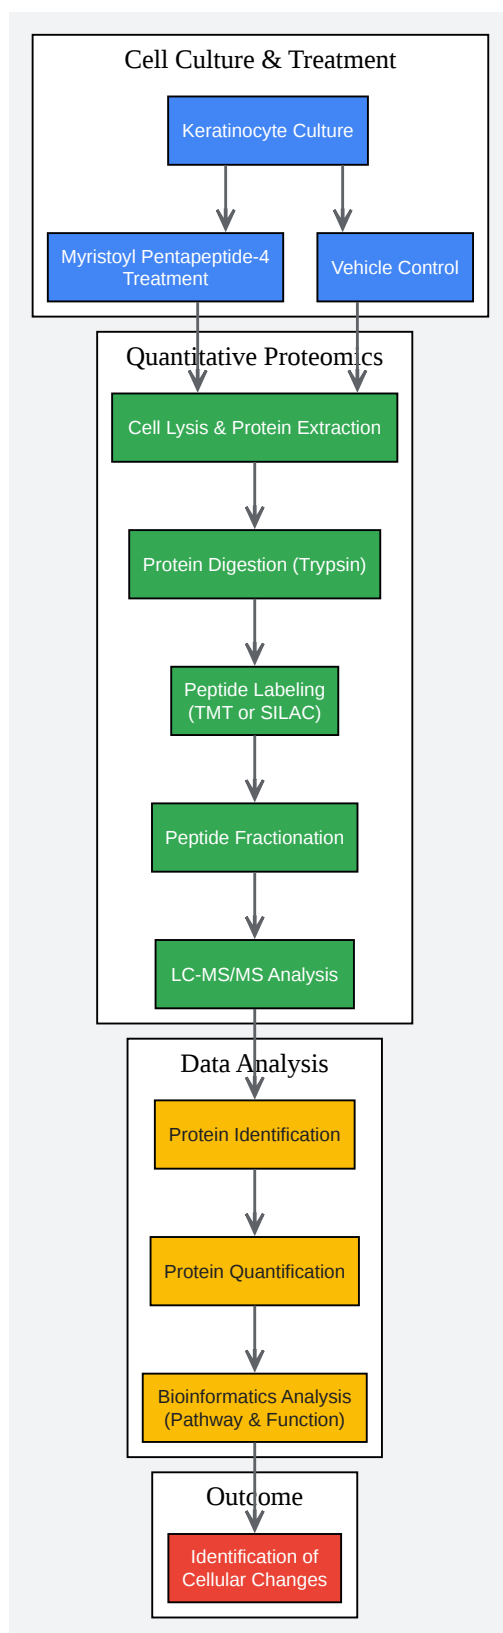 Cell Culture & Treatment
Keratinocyte Culture
Myristoyl Pentapeptide-4
Treatment
Vehicle Control
Quantitative Proteomics
Cell Lysis & Protein Extraction
Protein Digestion (Trypsin)
Peptide Labeling
(TMT or SILAC)
Peptide Fractionation
LC-MS/MS Analysis
Data Analysis
Protein Identification
Protein Quantification
Bioinformatics Analysis
(Pathway & Function)
Outcome
Identification of
Cellular Changes